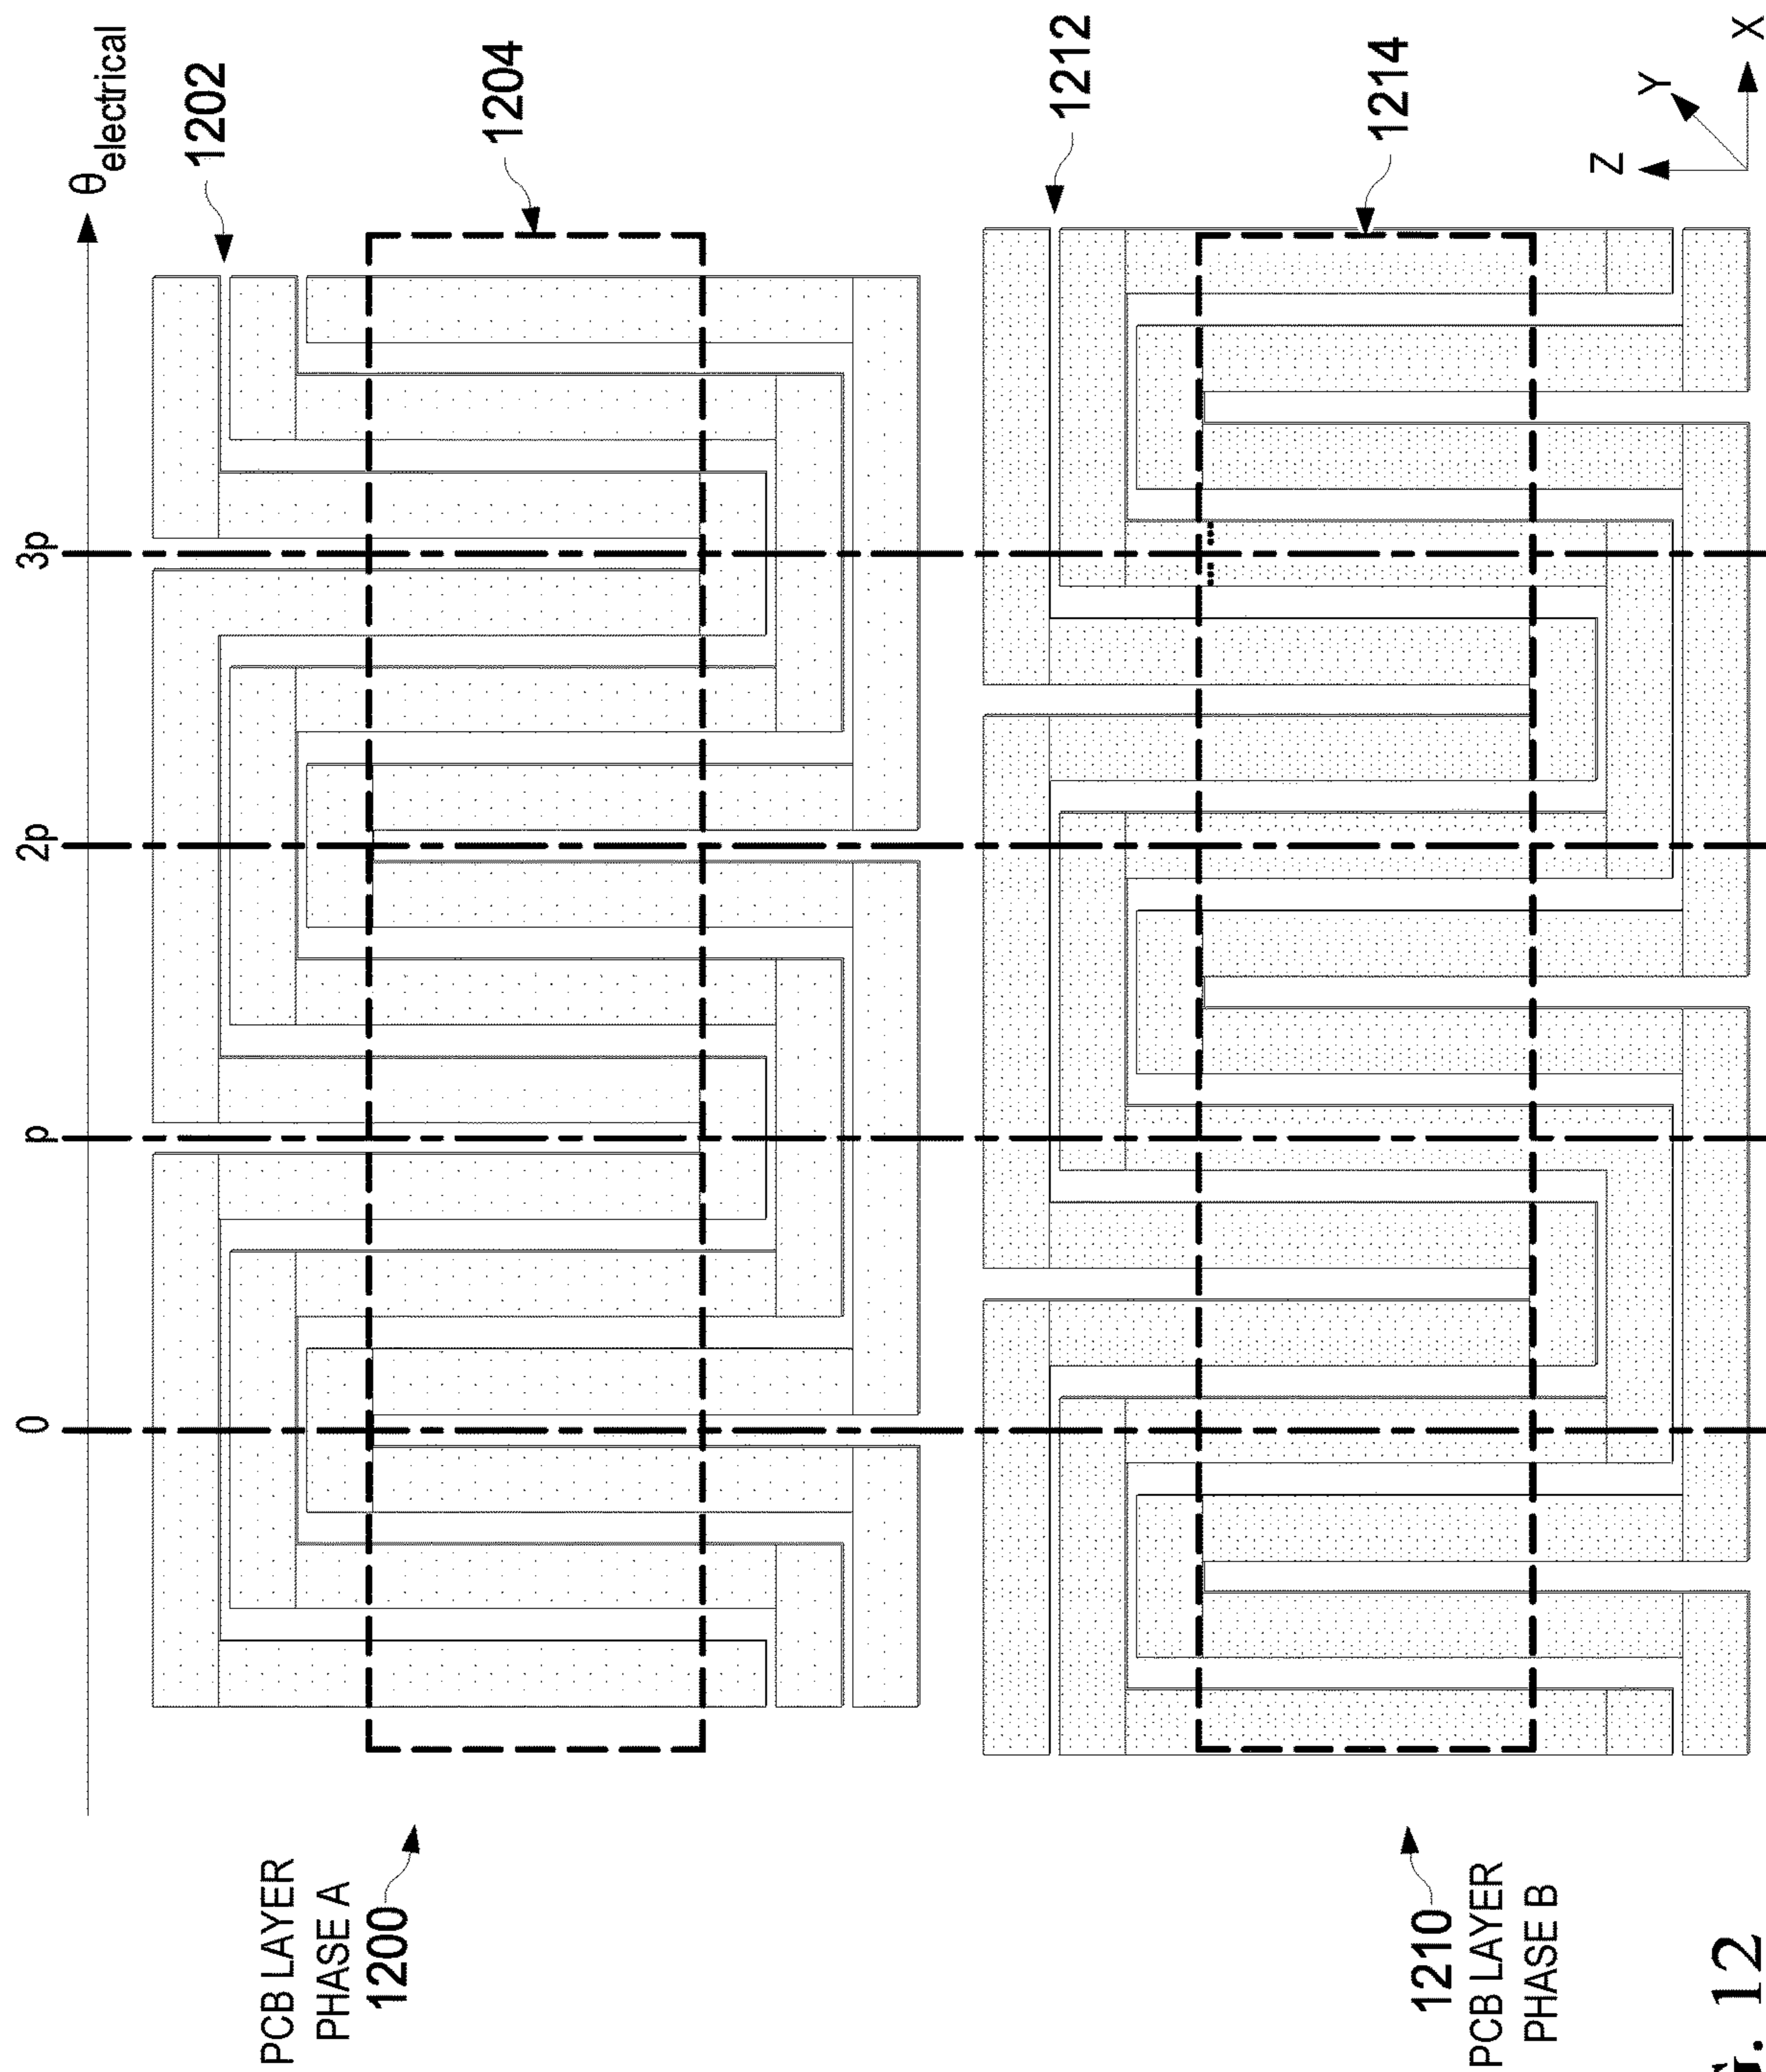 0
p
2p
3p
θelectrical
1202
1204
PCB LAYER
PHASE A
1200
1212
1214
1210
PCB LAYER
PHASE B
Z
Y
X
G. 12